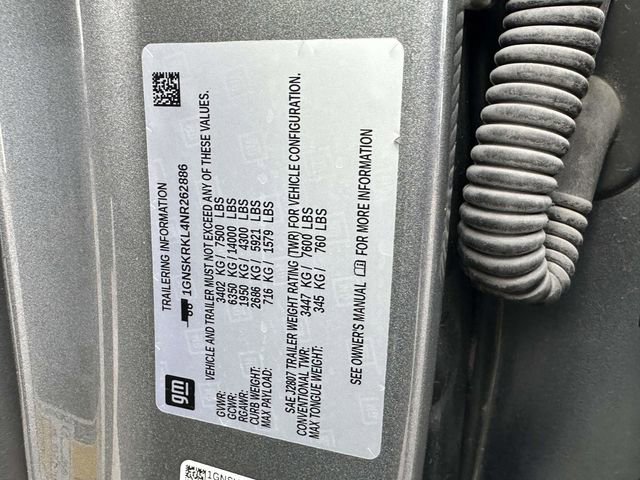 TRAILERING INFORMATION
1GNSKRKL4NR262886
VEHICLE AND TRAILER MUST NOT EXCEED ANY OF THESE VALUES.
GVWR: 3402 KG / 7500 LBS
GCWR: 6350 KG / 14000 LBS
RGAWR: 1950 KG / 4300 LBS
CURB WEIGHT: 2686 KG / 5921 LBS
MAX PAYLOAD: 716 KG / 1579 LBS
SAE J2807 TRAILER WEIGHT RATING (TWR) FOR VEHICLE CONFIGURATION.
CONVENTIONAL TWR: 3447 KG / 7600 LBS
MAX TONGUE WEIGHT: 345 KG / 760 LBS
SEE OWNER'S MANUAL FOR MORE INFORMATION
gm